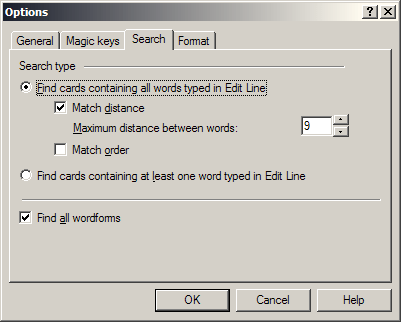 Options
General Magic keys Search Format
Search type
Find cards containing all words typed in Edit Line
Match distance
Maximum distance between words: 9
Match order
Find cards containing at least one word typed in Edit Line
Find all wordforms
OK Cancel Help